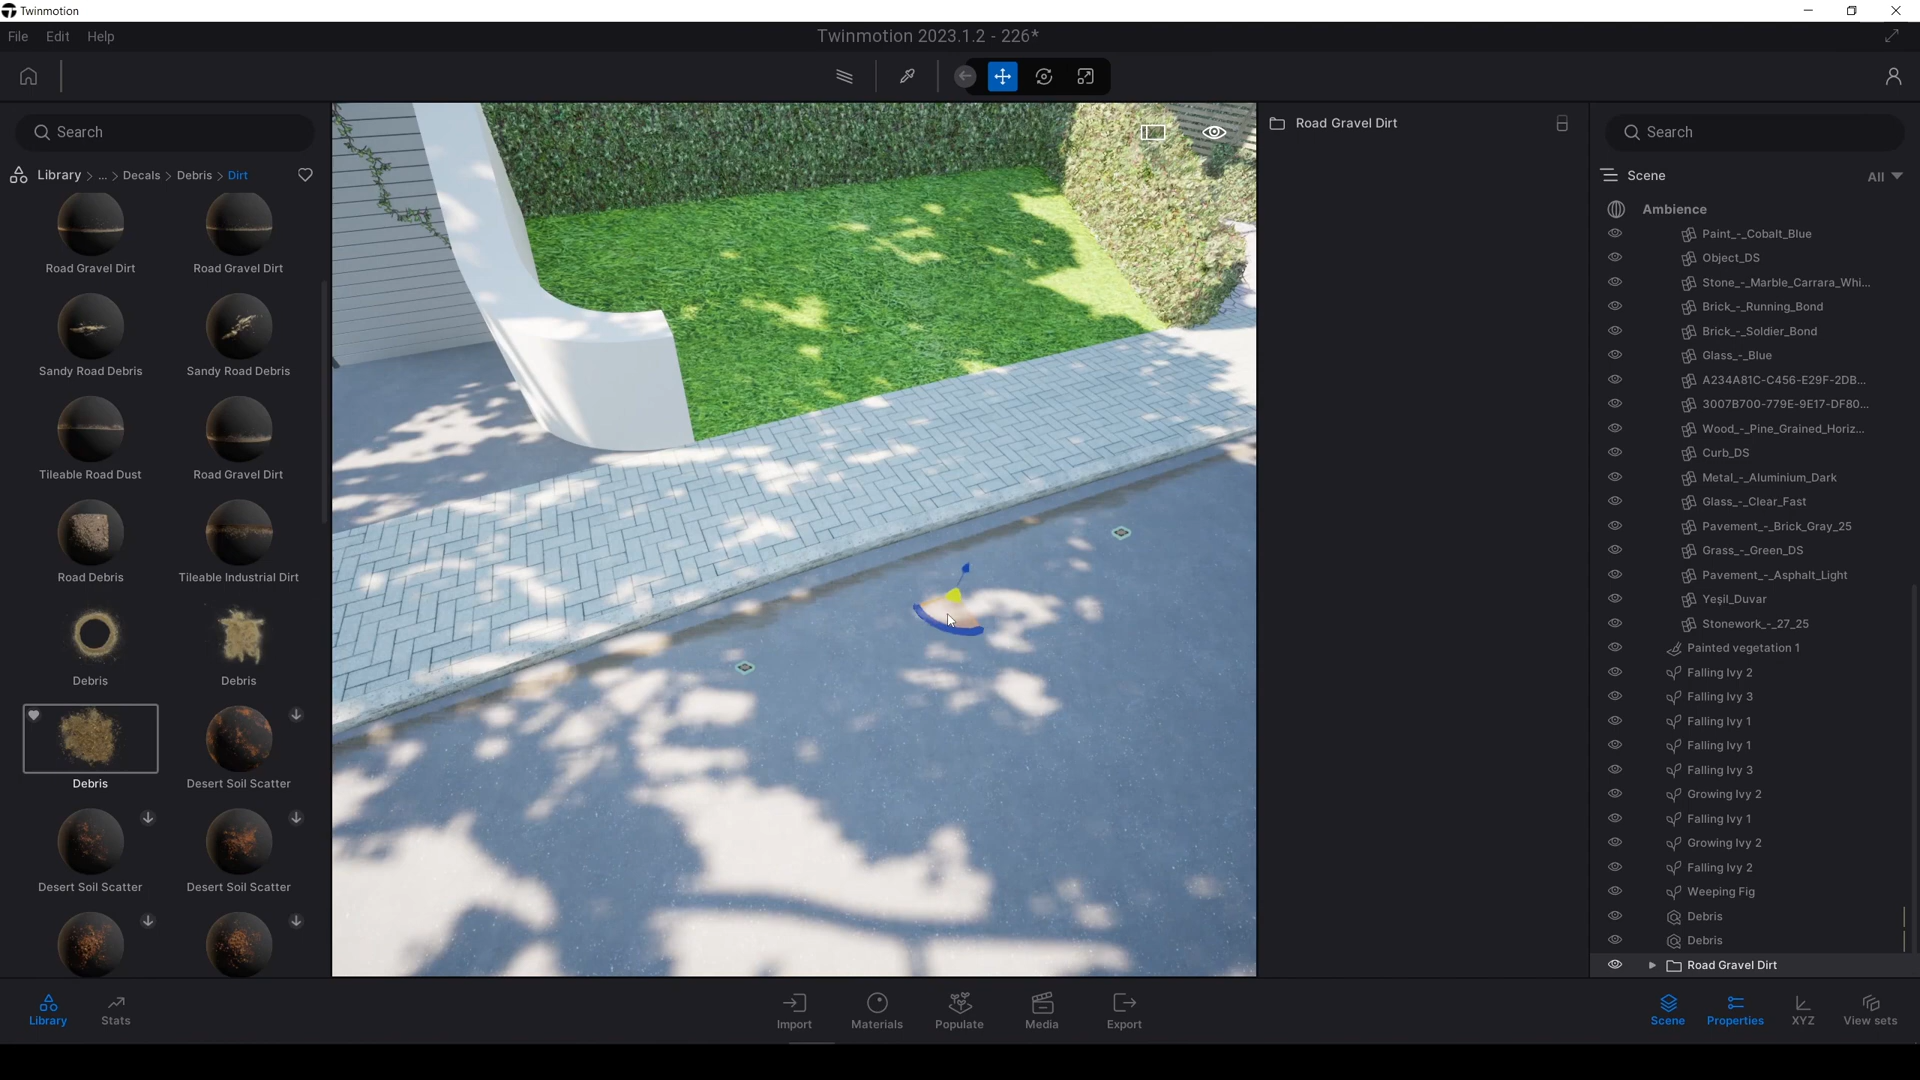 Twinmotion
File Edit Help
Twinmotion 2023.1.2 - 226*
Search
Library > ... > Decals > Debris > Dirt
Road Gravel Dirt
Road Gravel Dirt
Sandy Road Debris
Sandy Road Debris
Tileable Road Dust
Road Gravel Dirt
Road Debris
Tileable Industrial Dirt
Debris
Debris
Debris
Desert Soil Scatter
Desert Soil Scatter
Desert Soil Scatter
Road Gravel Dirt
Search
Scene
All
Ambience
Paint_-_Cobalt_Blue
Object_DS
Stone_-_Marble_Carrara_Whi...
Brick_-_Running_Bond
Brick_-_Soldier_Bond
Glass_-_Blue
A234A81C-C456-E29F-2DB...
3007B700-779E-9E17-DF80...
Wood_-_Pine_Grained_Horiz...
Curb_DS
Metal_-_Aluminium_Dark
Glass_-_Clear_Fast
Pavement_-_Brick_Gray_25
Grass_-_Green_DS
Pavement_-_Asphalt_Light
Yeşil_Duvar
Stonework_-_27_25
Painted vegetation 1
Falling Ivy 2
Falling Ivy 3
Falling Ivy 1
Falling Ivy 1
Falling Ivy 3
Growing Ivy 2
Falling Ivy 1
Growing Ivy 2
Falling Ivy 2
Weeping Fig
Debris
Debris
Road Gravel Dirt
Library
Stats
Import
Materials
Populate
Media
Export
Scene
Properties
XYZ
View sets